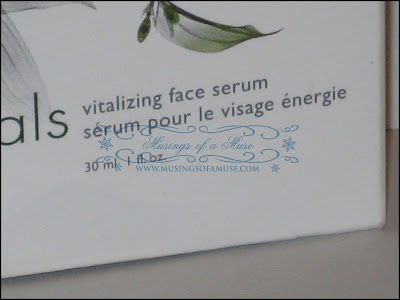 als
vitalizing face serum
sérum pour le visage énergie
Musings of a Muse
30 ml 1 fl oz
WWW.MUSINGSOFAMUSE.COM